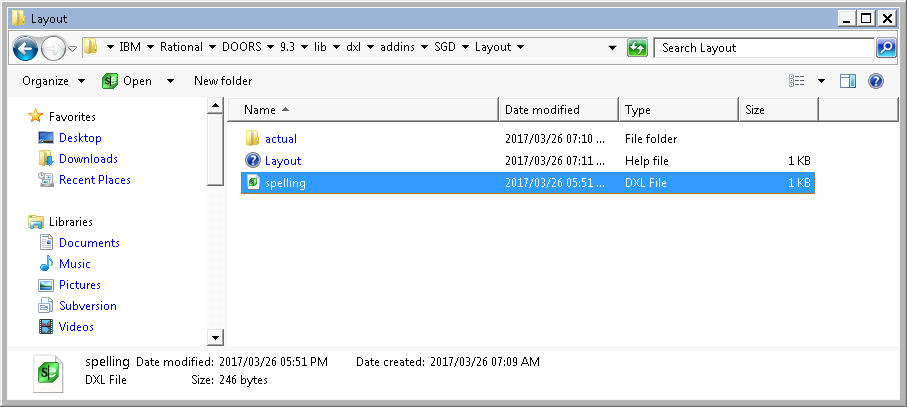 Layout
IBM Rational DOORS 9.3 lib dxl addins SGD Layout Search Layout
Organize Open New folder
Name Date modified Type Size
Favorites
Desktop
Downloads
Recent Places
Libraries
Documents
Music
Pictures
Subversion
Videos
actual 2017/03/26 07:10 ... File folder
Layout 2017/03/26 07:11 ... Help file 1 KB
spelling 2017/03/26 05:51 ... DXL File 1 KB
spelling Date modified: 2017/03/26 05:51 PM Date created: 2017/03/26 07:09 AM
DXL File Size: 246 bytes